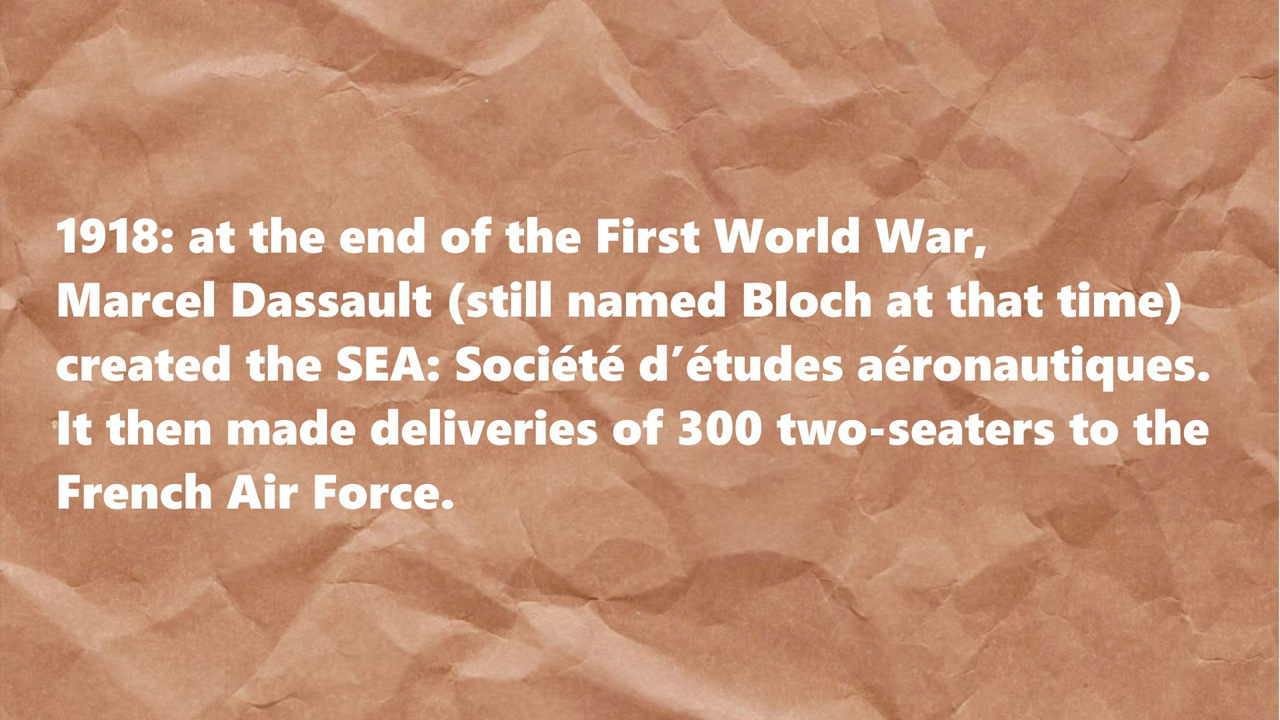 1918: at the end of the First World War,
Marcel Dassault (still named Bloch at that time)
created the SEA: Société d´études aéronautiques.
It then made deliveries of 300 two-seaters to the
French Air Force.